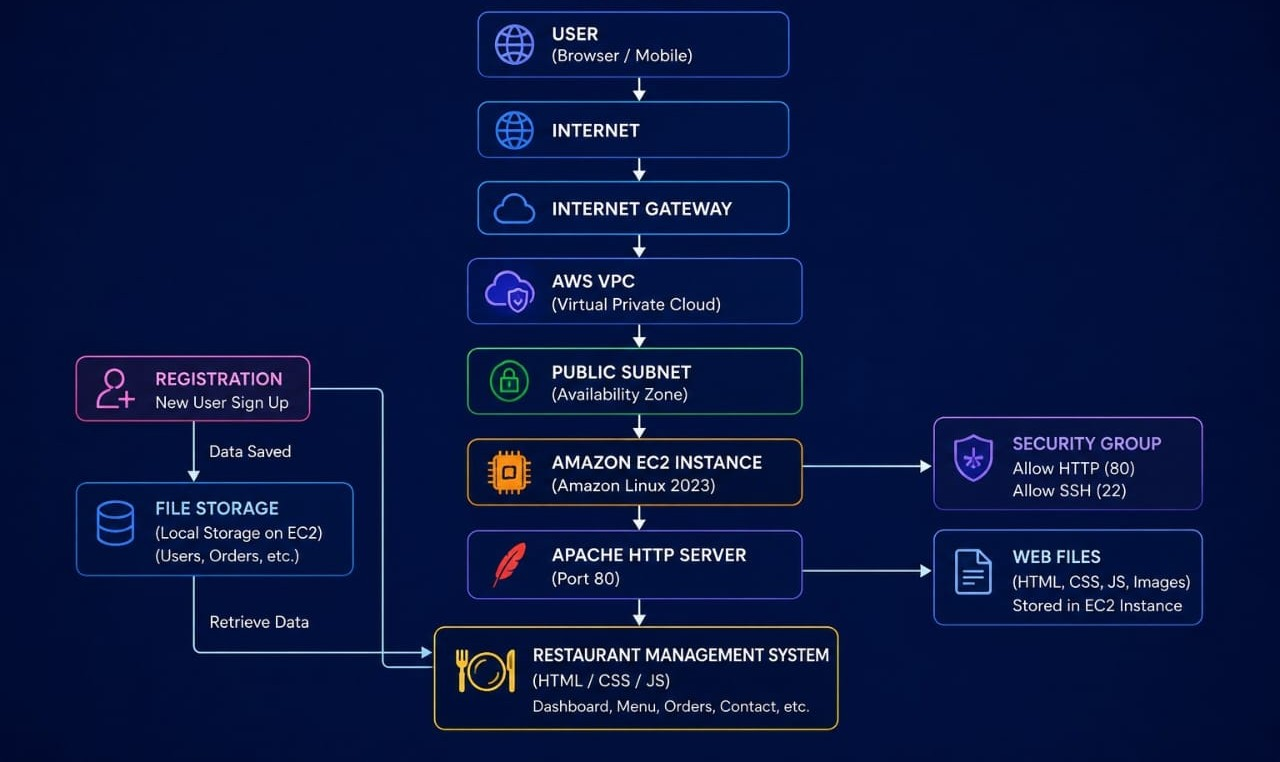 USER
(Browser / Mobile)
INTERNET
INTERNET GATEWAY
AWS VPC
(Virtual Private Cloud)
PUBLIC SUBNET
(Availability Zone)
AMAZON EC2 INSTANCE
(Amazon Linux 2023)
APACHE HTTP SERVER
(Port 80)
RESTAURANT MANAGEMENT SYSTEM
(HTML / CSS / JS)
Dashboard, Menu, Orders, Contact, etc.
REGISTRATION
New User Sign Up
Data Saved
FILE STORAGE
(Local Storage on EC2)
(Users, Orders, etc.)
Retrieve Data
SECURITY GROUP
Allow HTTP (80)
Allow SSH (22)
WEB FILES
(HTML, CSS, JS, Images)
Stored in EC2 Instance